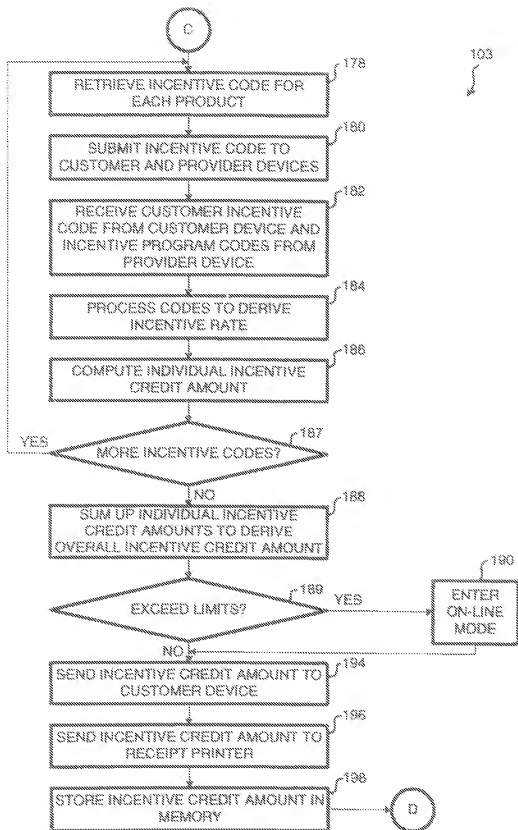 C
178
103
RETRIEVE INCENTIVE CODE FOR
EACH PRODUCT
180
SUBMIT INCENTIVE CODE TO
CUSTOMER AND PROVIDER DEVICES
182
RECEIVE CUSTOMER INCENTIVE
CODE FROM CUSTOMER DEVICE AND
INCENTIVE PROGRAM CODES FROM
PROVIDER DEVICE
184
PROCESS CODES TO DERIVE
INCENTIVE RATE
186
COMPUTE INDIVIDUAL INCENTIVE
CREDIT AMOUNT
187
YES
MORE INCENTIVE CODES?
NO
188
SUM UP INDIVIDUAL INCENTIVE
CREDIT AMOUNTS TO DERIVE
OVERALL INCENTIVE CREDIT AMOUNT
189
190
EXCEED LIMITS?
YES
ENTER
ON-LINE
MODE
NO
194
SEND INCENTIVE CREDIT AMOUNT TO
CUSTOMER DEVICE
196
SEND INCENTIVE CREDIT AMOUNT TO
RECEIPT PRINTER
198
STORE INCENTIVE CREDIT AMOUNT IN
MEMORY
D